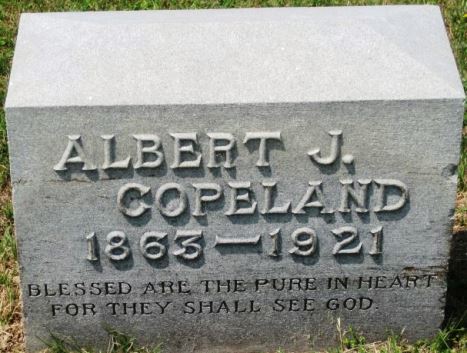 ALBERT J.
COPELAND
1863—1921
BLESSED ARE THE PURE IN HEART
FOR THEY SHALL SEE GOD.